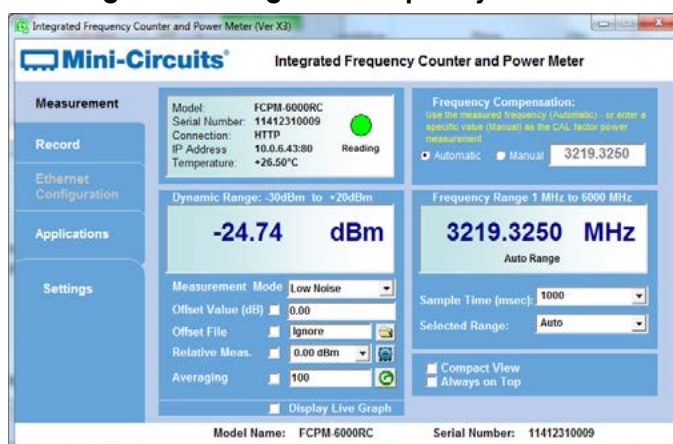 Integrated Frequency Counter and Power Meter (Ver X3)
Mini-Circuits®
Integrated Frequency Counter and Power Meter
Measurement
Record
Ethernet
Configuration
Applications
Settings
Model: FCPM-6000RC
Serial Number: 11412310009
Connection: HTTP
IP Address 10.0.6.43:80
Temperature: +26.50°C
Reading
Frequency Compensation:
Use the measured frequency (Automatic) - or enter a
specific value (Manual) as the CAL factor power
measurement
Automatic Manual 3219.3250
Dynamic Range: -30dBm to +20dBm
-24.74 dBm
Measurement Mode Low Noise
Offset Value (dB) 0.00
Offset File Ignore
Relative Meas. 0.00 dBm
Averaging 100
Display Live Graph
Frequency Range 1 MHz to 6000 MHz
3219.3250 MHz
Auto Range
Sample Time (msec): 1000
Selected Range: Auto
Compact View
Always on Top
Model Name: FCPM-6000RC Serial Number: 11412310009